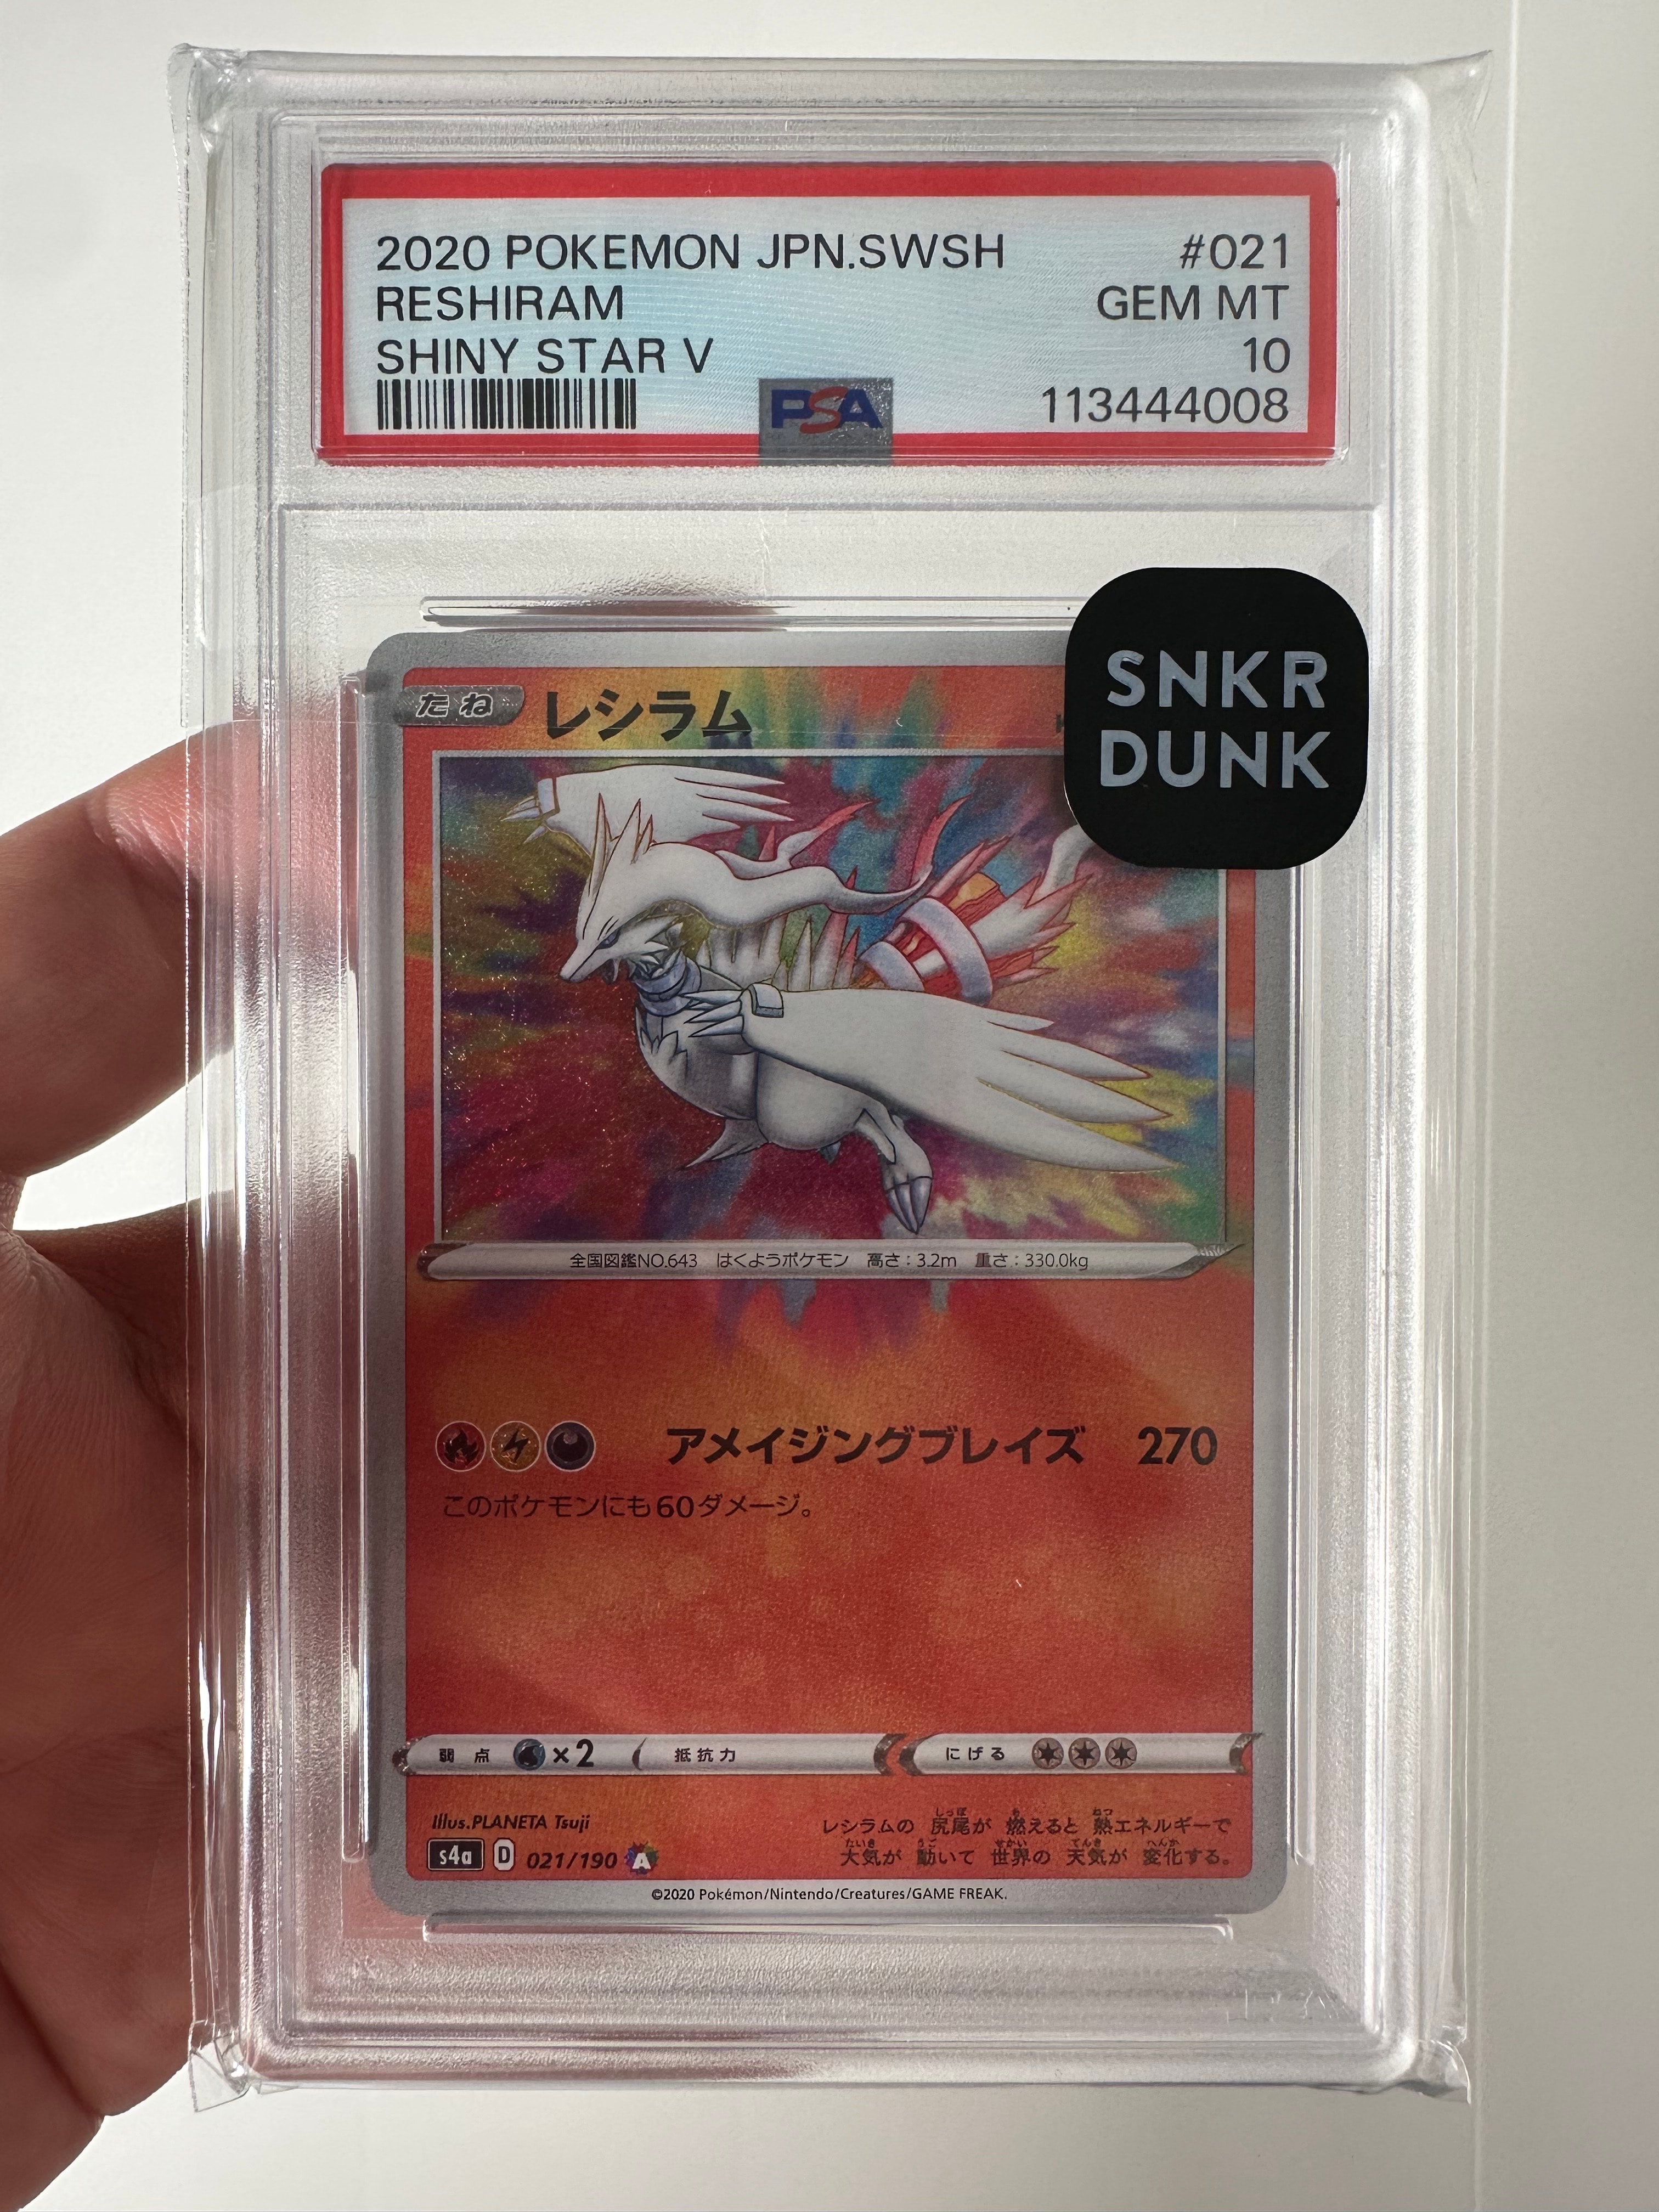 2020 POKEMON JPN.SWSH #021
RESHIRAM GEM MT
SHINY STAR V 10
PSA 113444008
SNKR
DUNK
たね レシラム
全国図鑑NO.643 はくようポケモン 高さ：3.2m 重さ：330.0kg
アメイジングブレイズ 270
このポケモンにも60ダメージ。
弱点 ×2 抵抗力 にげる
Illus.PLANETA Tsuji
レシラムの 尻尾が 燃えると 熱エネルギーで
大気が 動いて 世界の 天気が 変化する。
s4a D 021/190 A
©2020 Pokémon/Nintendo/Creatures/GAME FREAK.